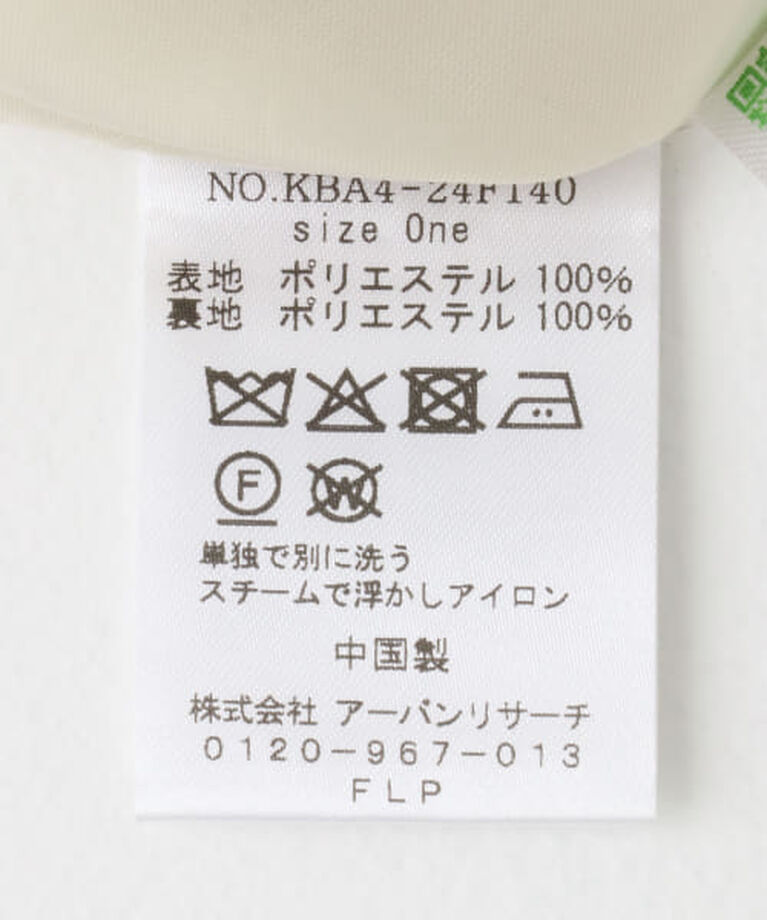 NO.KBA4-24F140
size One
表地 ポリエステル 100%
裏地 ポリエステル 100%
F W
単独で別に洗う
スチームで浮かしアイロン
中国製
株式会社 アーバンリサーチ
0120-967-013
FLP